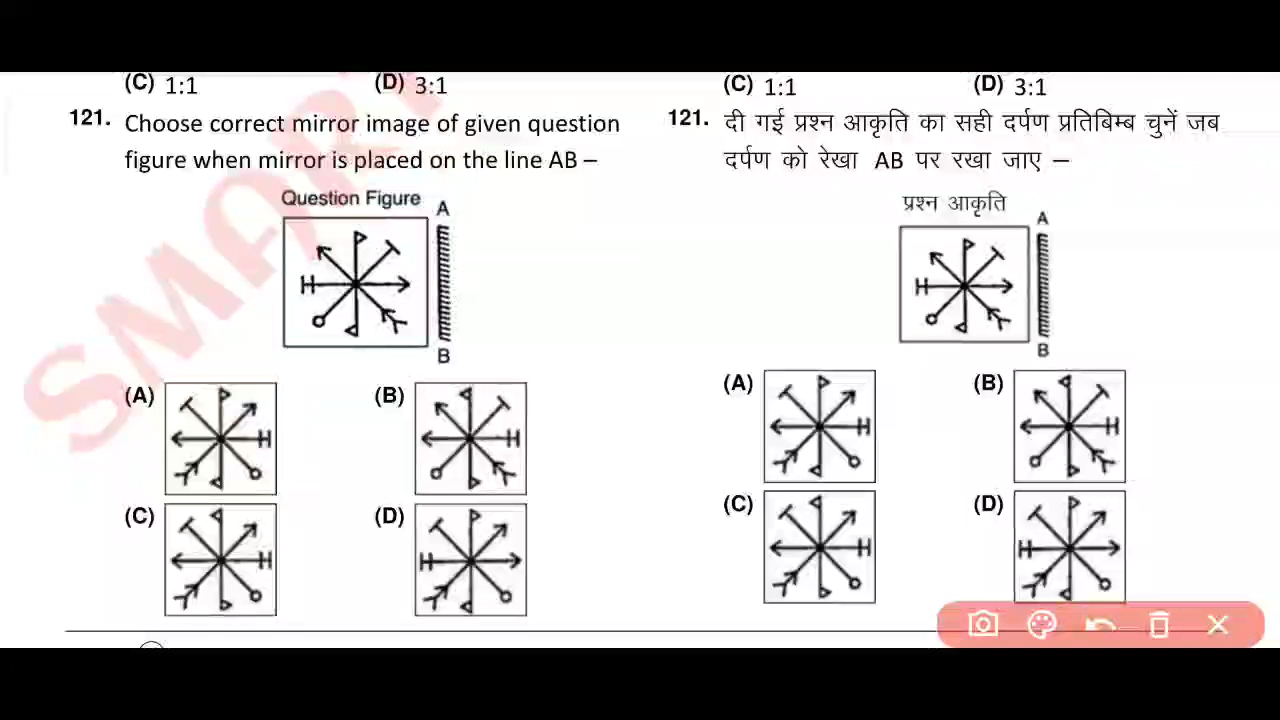 (C) 1:1 (D) 3:1
121. Choose correct mirror image of given question
figure when mirror is placed on the line AB –
Question Figure
A
B
(A) (B)
(C) (D)
(C) 1:1 (D) 3:1
121. दी गई प्रश्न आकृति का सही दर्पण प्रतिबिम्ब चुनें जब
दर्पण को रेखा AB पर रखा जाए –
प्रश्न आकृति
A
B
(A) (B)
(C) (D)
SMART